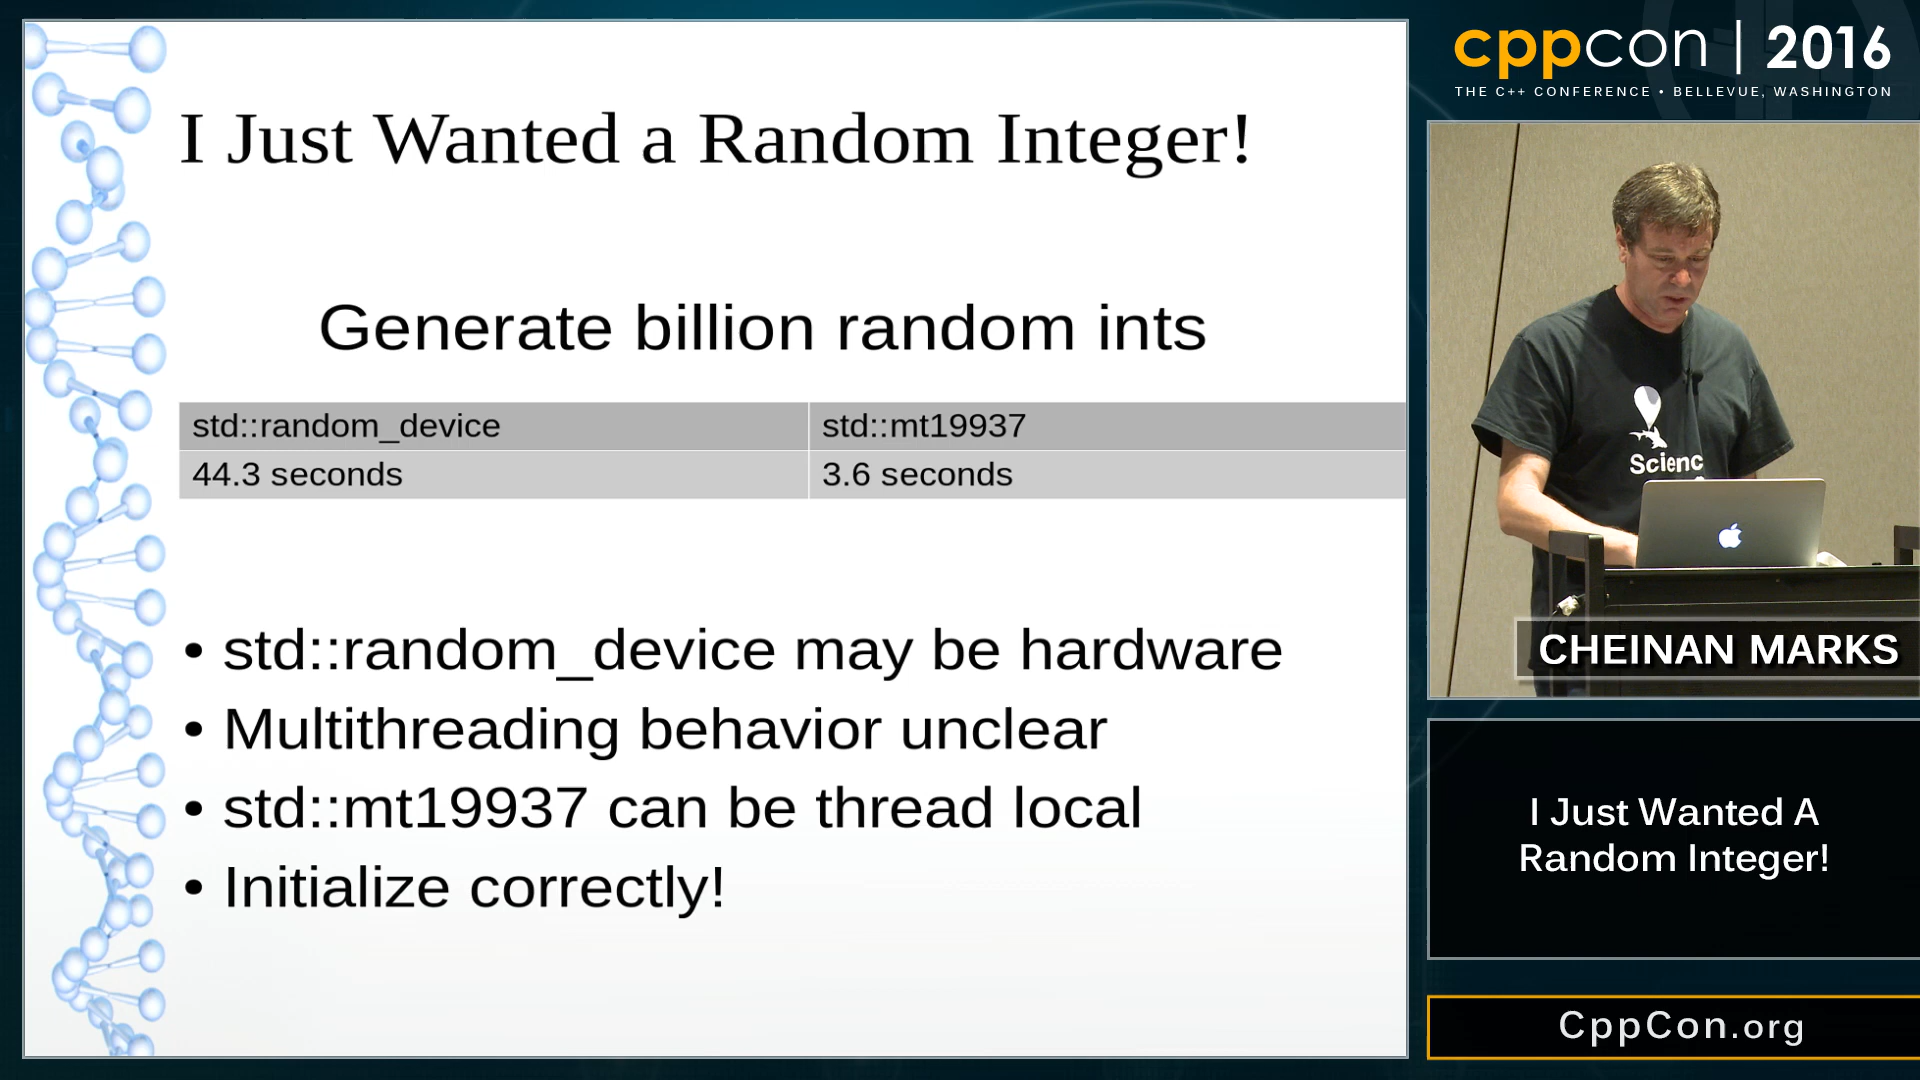 I Just Wanted a Random Integer!
Generate billion random ints
std::random_device std::mt19937
44.3 seconds 3.6 seconds
• std::random_device may be hardware
• Multithreading behavior unclear
• std::mt19937 can be thread local
• Initialize correctly!
cppcon | 2016
THE C++ CONFERENCE • BELLEVUE, WASHINGTON
Scienc
CHEINAN MARKS
I Just Wanted A
Random Integer!
CppCon.org